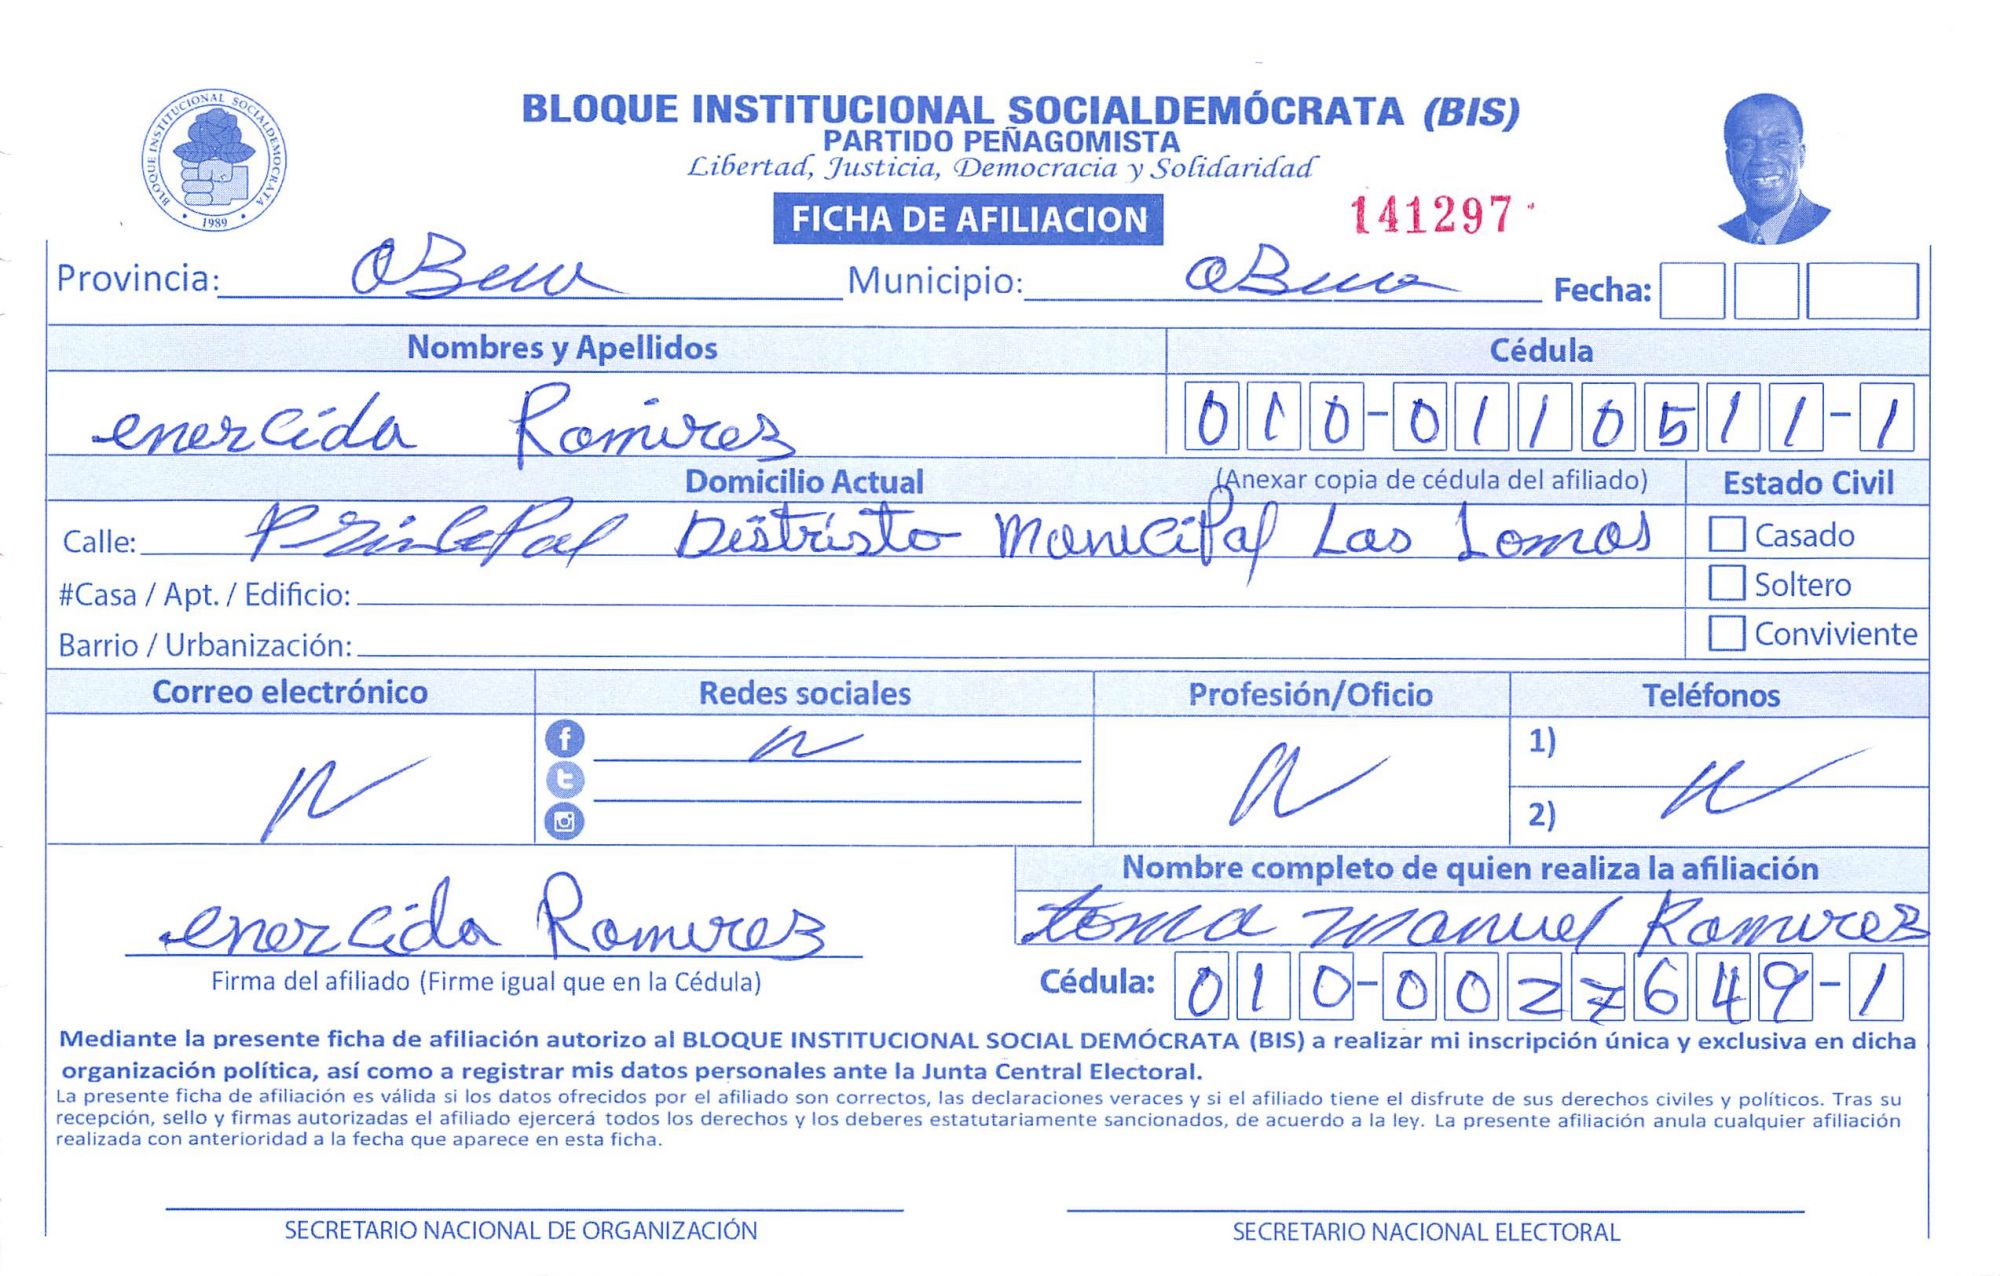 BLOQUE INSTITUCIONAL SOCIALDEMOCRATA
1989
BLOQUE INSTITUCIONAL SOCIALDEMÓCRATA (BIS)
PARTIDO PEÑAGOMISTA
Libertad, Justicia, Democracia y Solidaridad
FICHA DE AFILIACION 141297
Provincia: Municipio: Fecha:
Nombres y Apellidos Cédula
enercida Ramirez 010-0110511-1
Domicilio Actual (Anexar copia de cédula del afiliado) Estado Civil
Calle: Principal Distristo Municipal Las Lomas Casado
#Casa / Apt. / Edificio: Soltero
Barrio / Urbanización: Conviviente
Correo electrónico Redes sociales Profesión/Oficio Teléfonos
1)
2)
Nombre completo de quien realiza la afiliación
enercida Ramirez toma manuel Ramirez
Firma del afiliado (Firme igual que en la Cédula) Cédula: 010-0027649-1
Mediante la presente ficha de afiliación autorizo al BLOQUE INSTITUCIONAL SOCIAL DEMÓCRATA (BIS) a realizar mi inscripción única y exclusiva en dicha
organización política, así como a registrar mis datos personales ante la Junta Central Electoral.
La presente ficha de afiliación es válida si los datos ofrecidos por el afiliado son correctos, las declaraciones veraces y si el afiliado tiene el disfrute de sus derechos civiles y políticos. Tras su
recepción, sello y firmas autorizadas el afiliado ejercerá todos los derechos y los deberes estatutariamente sancionados, de acuerdo a la ley. La presente afiliación anula cualquier afiliación
realizada con anterioridad a la fecha que aparece en esta ficha.
SECRETARIO NACIONAL DE ORGANIZACIÓN SECRETARIO NACIONAL ELECTORAL